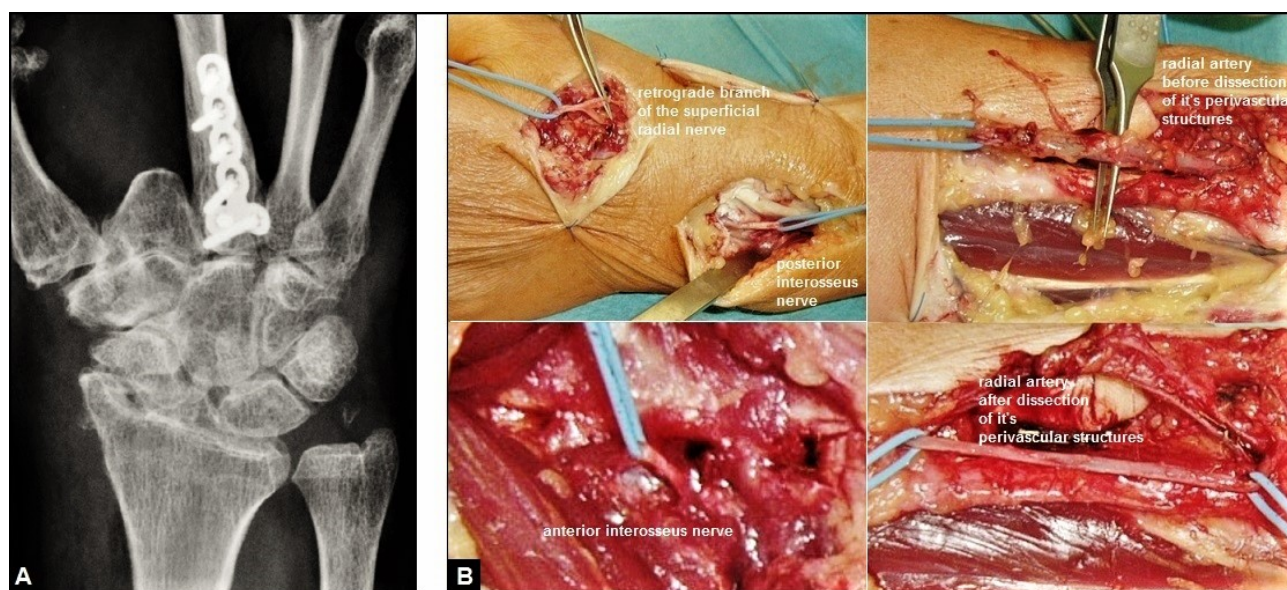 A
retrograde branch
of the superficial
radial nerve
posterior
interosseus
nerve
radial artery
before dissection
of it's perivascular
structures
anterior interosseus nerve
B
radial artery
after dissection
of it's
perivascular structures